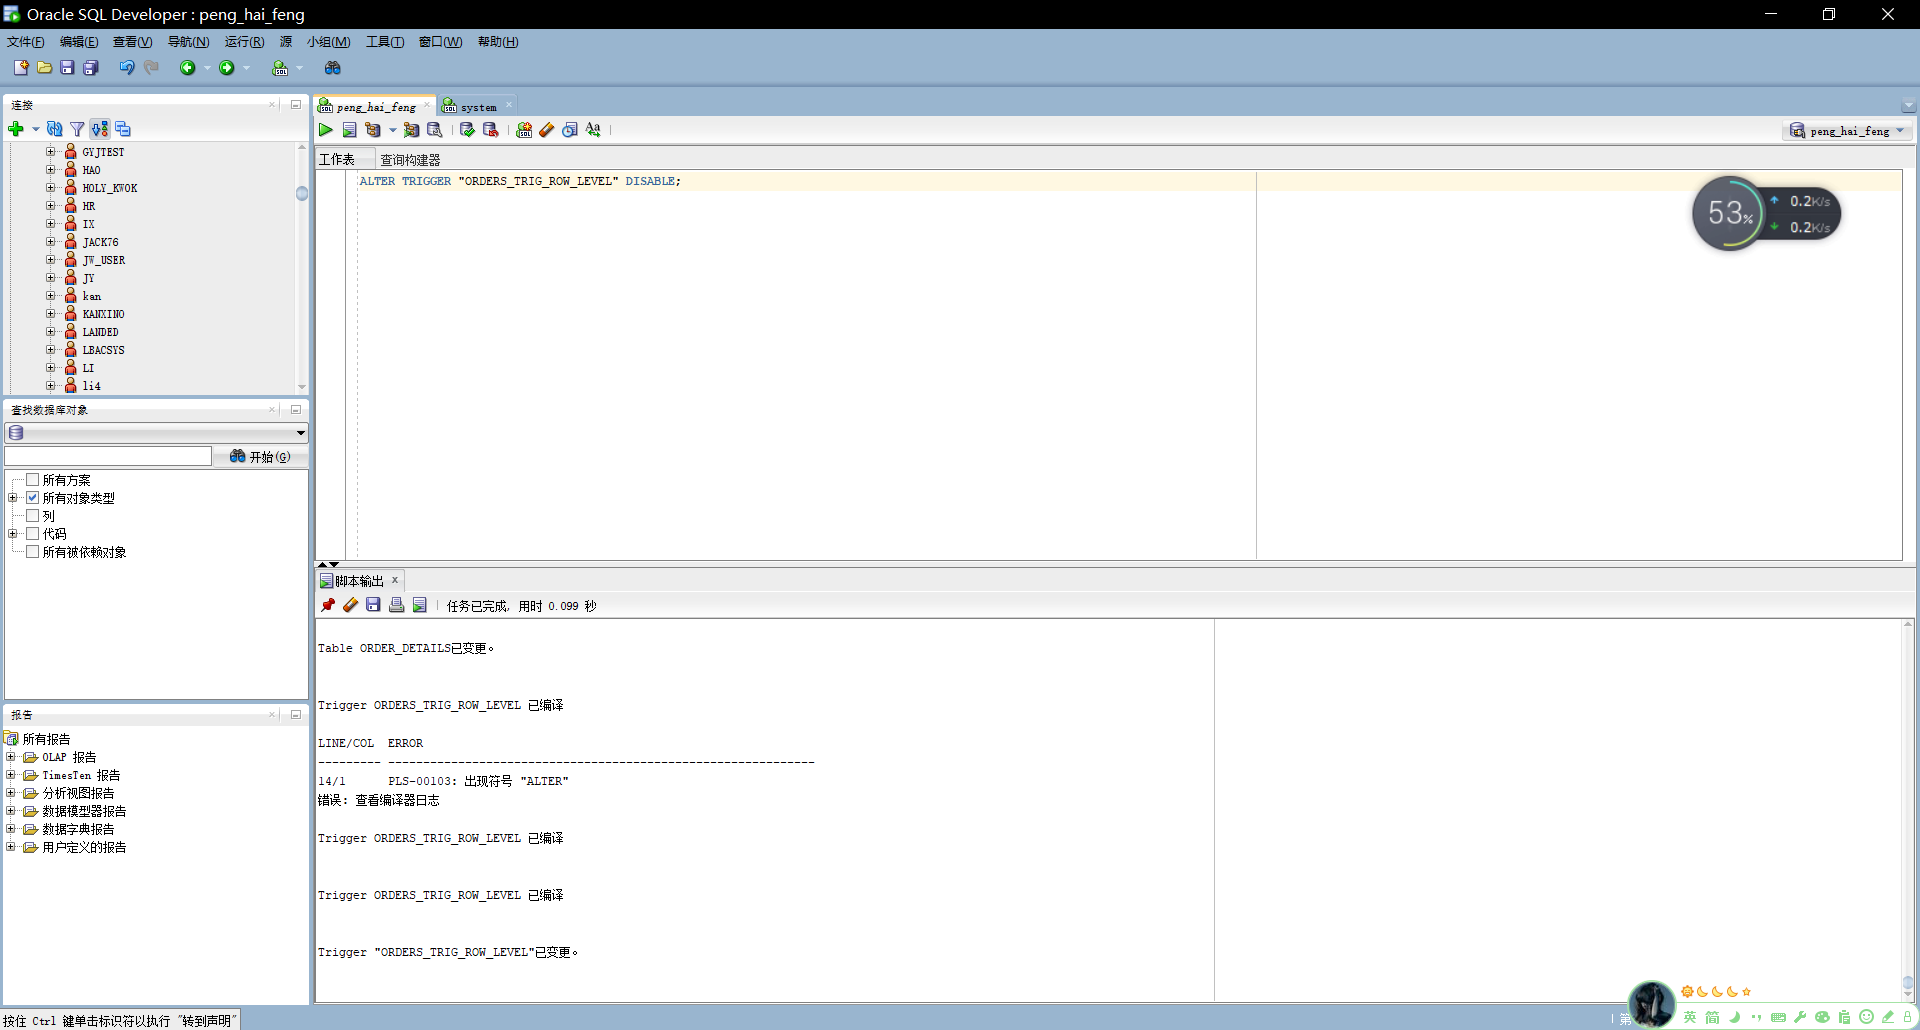 Oracle SQL Developer : peng_hai_feng
文件(F) 编辑(E) 查看(V) 导航(N) 运行(R) 源 小组(M) 工具(T) 窗口(W) 帮助(H)
连接
GYJTEST
HAO
HOLY_KWOK
HR
IX
JACK76
JW_USER
JY
kan
KANXINO
LANDED
LBACSYS
LI
li4
查找数据库对象
开始(G)
所有方案
所有对象类型
列
代码
所有被依赖对象
报告
所有报告
OLAP 报告
TimesTen 报告
分析视图报告
数据模型器报告
数据字典报告
用户定义的报告
peng_hai_feng system
peng_hai_feng
工作表 查询构建器
ALTER TRIGGER "ORDERS_TRIG_ROW_LEVEL" DISABLE;
53%
0.2K/s
0.2K/s
脚本输出
任务已完成, 用时 0.099 秒
Table ORDER_DETAILS已变更。
Trigger ORDERS_TRIG_ROW_LEVEL 已编译
LINE/COL ERROR
--------- -------------------------------------------------------------
14/1 PLS-00103: 出现符号 "ALTER"
错误: 查看编译器日志
Trigger ORDERS_TRIG_ROW_LEVEL 已编译
Trigger ORDERS_TRIG_ROW_LEVEL 已编译
Trigger "ORDERS_TRIG_ROW_LEVEL"已变更。
按住 Ctrl 键单击标识符以执行 "转到声明"
第
英 简